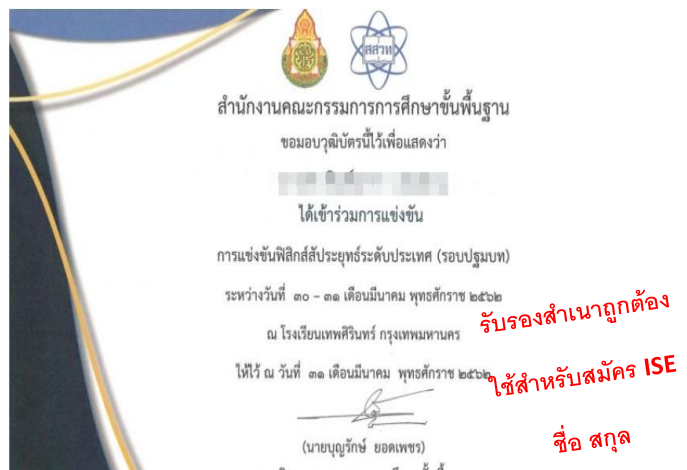 สสวท
สำนักงานคณะกรรมการการศึกษาขั้นพื้นฐาน
ขอมอบวุฒิบัตรนี้ไว้เพื่อแสดงว่า
ได้เข้าร่วมการแข่งขัน
การแข่งขันฟิสิกส์สัประยุทธ์ระดับประเทศ (รอบปฐมบท)
ระหว่างวันที่ ๓๐ - ๓๑ เดือนมีนาคม พุทธศักราช ๒๕๖๒
ณ โรงเรียนเทพศิรินทร์ กรุงเทพมหานคร
ให้ไว้ ณ วันที่ ๓๑ เดือนมีนาคม พุทธศักราช ๒๕๖๒
(นายบุญรักษ์ ยอดเพชร)
รับรองสำเนาถูกต้อง
ใช้สำหรับสมัคร ISE
ชื่อ สกุล